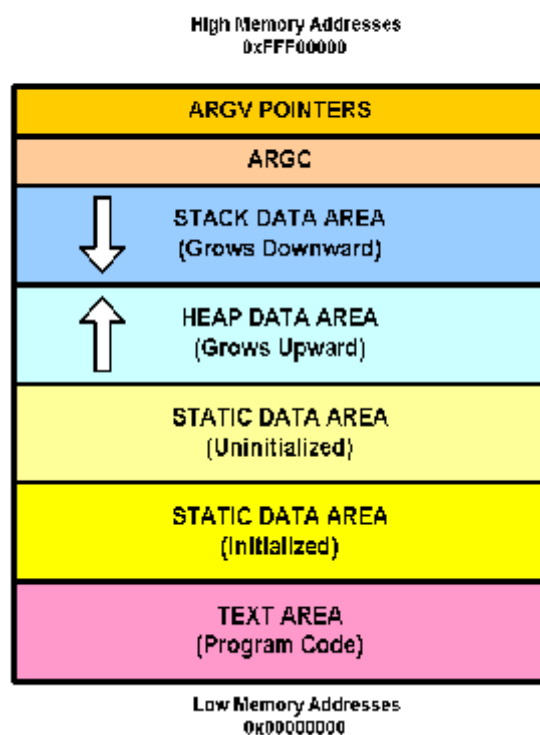 High Memory Addresses
0xFFF00000
ARGV POINTERS
ARGC
STACK DATA AREA
(Grows Downward)
HEAP DATA AREA
(Grows Upward)
STATIC DATA AREA
(Uninitialized)
STATIC DATA AREA
(Initialized)
TEXT AREA
(Program Code)
Low Memory Addresses
0x00000000